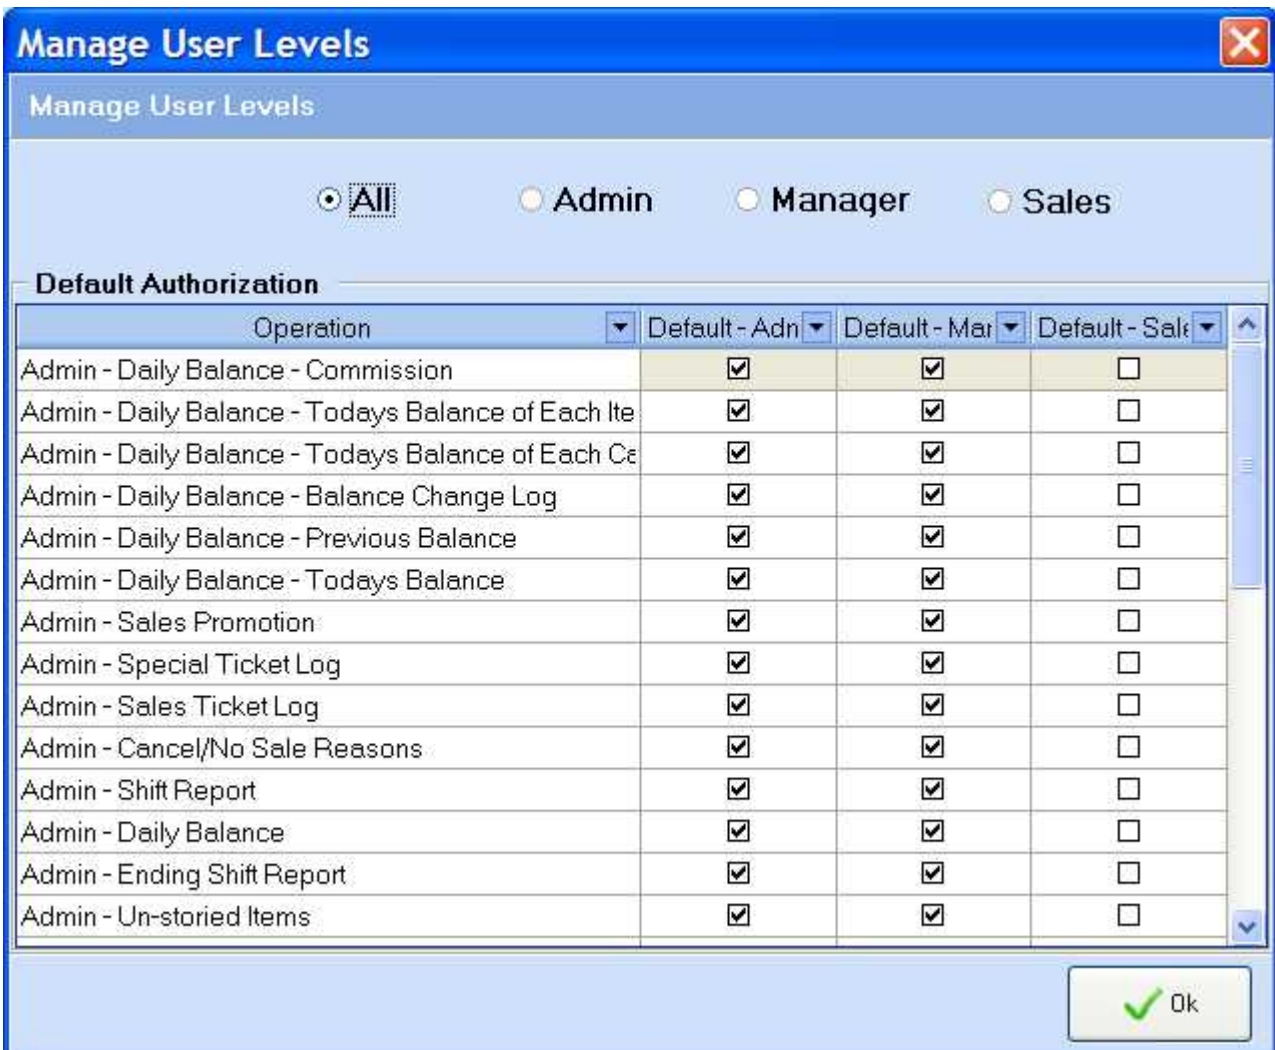 Manage User Levels
Manage User Levels
All Admin Manager Sales
Default Authorization
Operation Default - Adn Default - Mar Default - Sale
Admin - Daily Balance - Commission
Admin - Daily Balance - Todays Balance of Each Ite
Admin - Daily Balance - Todays Balance of Each Ca
Admin - Daily Balance - Balance Change Log
Admin - Daily Balance - Previous Balance
Admin - Daily Balance - Todays Balance
Admin - Sales Promotion
Admin - Special Ticket Log
Admin - Sales Ticket Log
Admin - Cancel/No Sale Reasons
Admin - Shift Report
Admin - Daily Balance
Admin - Ending Shift Report
Admin - Un-storied Items
Ok